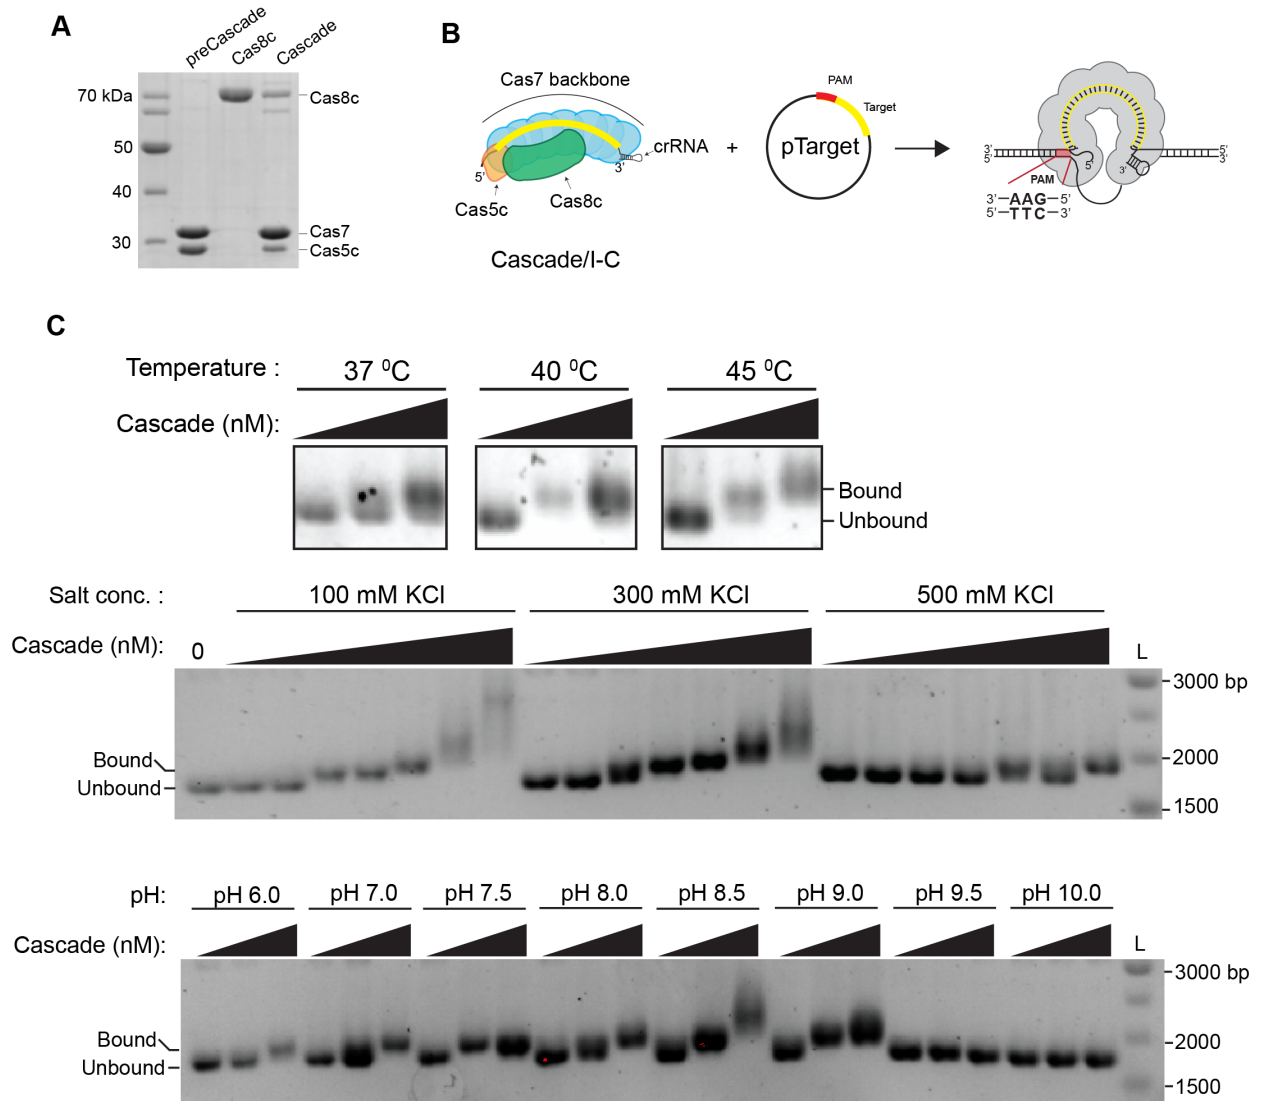 A
preCascade
Cas8c
Cascade
70 kDa
50
40
30
Cas8c
Cas7
Cas5c
B
Cas7 backbone
crRNA
5’
3’
Cas5c
Cas8c
Cascade/I-C
+
PAM
Target
pTarget
3’
5’
5’
3’
5’
3’
PAM
3’ AAG 5’
5’ TTC 3’
C
Temperature :
37 ⁰C
40 ⁰C
45 ⁰C
Cascade (nM):
Bound
Unbound
Salt conc. :
100 mM KCl
300 mM KCl
500 mM KCl
Cascade (nM):
0
L
3000 bp
2000
1500
Bound
Unbound
pH:
pH 6.0
pH 7.0
pH 7.5
pH 8.0
pH 8.5
pH 9.0
pH 9.5
pH 10.0
Cascade (nM):
L
3000 bp
2000
1500
Bound
Unbound